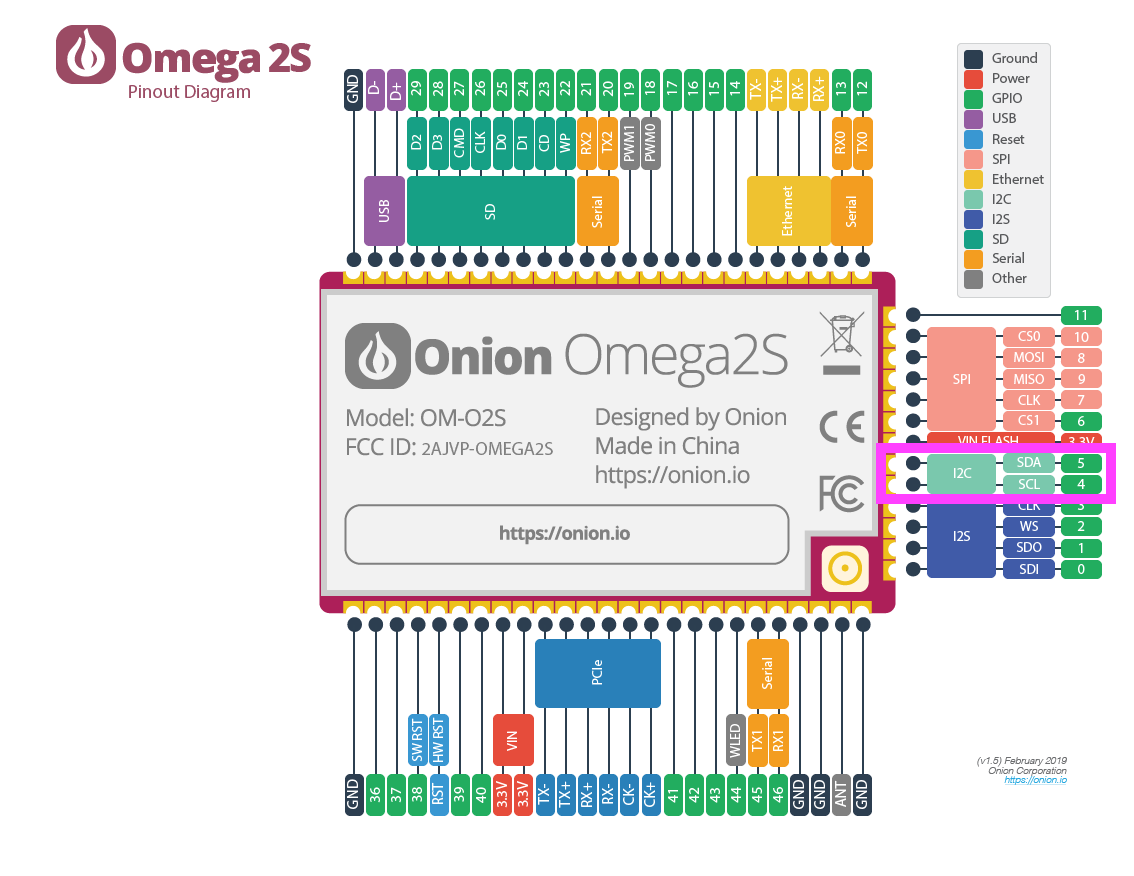 Omega 2S
Pinout Diagram
Ground
Power
GPIO
USB
Reset
SPI
Ethernet
I2C
I2S
SD
Serial
Other
GND D- D+ 29 28 27 26 25 24 23 22 21 20 19 18 17 16 15 14 TX- TX+ RX- RX+ 13 12
D2 D3 CMD CLK D0 D1 CD WP RX2 TX2 PWM1 PWM0 RX0 TX0
USB SD Serial Ethernet Serial
Onion Omega2S
Model: OM-O2S
FCC ID: 2AJVP-OMEGA2S
Designed by Onion
Made in China
https://onion.io
CE
FC
https://onion.io
11
SPI
CS0 10
MOSI 8
MISO 9
CLK 7
CS1 6
VIN FLASH 3.3V
I2C
SDA 5
SCL 4
I2S
CLK 3
WS 2
SDO 1
SDI 0
PCIe Serial
SW RST HW RST VIN WLED TX1 RX1
GND 36 37 38 RST 39 40 3.3V 3.3V TX- TX+ RX+ RX- CK- CK+ 41 42 43 44 45 46 GND GND ANT GND
(v1.5) February 2019
Onion Corporation
https://onion.io